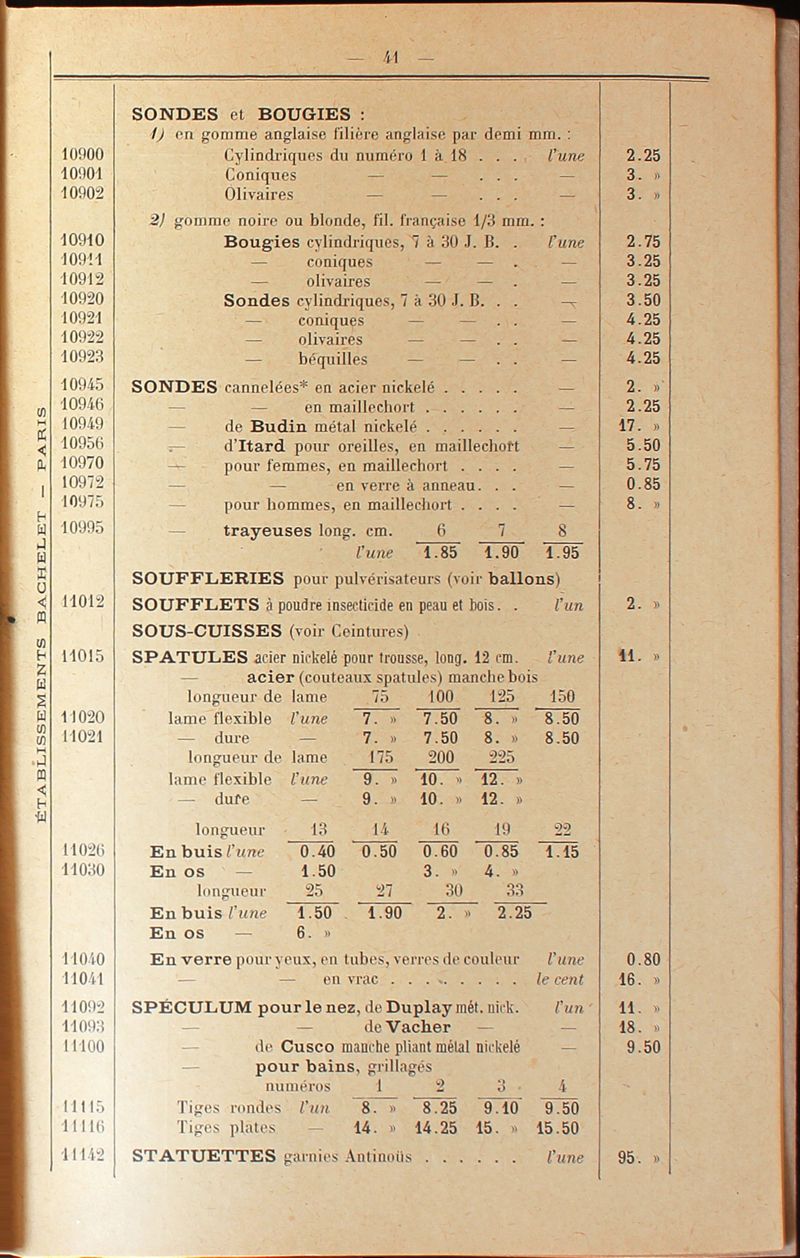 — 41 —
SONDES et BOUGIES :
1) en gomme anglaise filière anglaise par demi mm. :
10900 Cylindriques du numéro 1 à 18 . . . l'une 2.25
10901 Coniques — — . . . — 3. »
10902 Olivaires — — . . . — 3. »
2) gomme noire ou blonde, fil. française 1/3 mm. :
10910 Bougies cylindriques, 7 à 30 J. B. . l'une 2.75
10911 — coniques — — . — 3.25
10912 — olivaires — — . — 3.25
10920 Sondes cylindriques, 7 à 30 J. B. . . — 3.50
10921 — coniques — — . . — 4.25
10922 — olivaires — — . . — 4.25
10923 — béquilles — — . . — 4.25
10945 SONDES cannelées* en acier nickelé . . . . . — 2. »
10946 — — en maillechort . . . . . . — 2.25
10949 — de Budin métal nickelé . . . . . . — 17. »
10956 — d'Itard pour oreilles, en maillechort — 5.50
10970 — pour femmes, en maillechort . . . . — 5.75
10972 — — en verre à anneau. . . — 0.85
10975 — pour hommes, en maillechort . . . . — 8. »
10995 — trayeuses long. cm. 6 7 8
l'une 1.85 1.90 1.95
SOUFFLERIES pour pulvérisateurs (voir ballons)
11012 SOUFFLETS à poudre insecticide en peau et bois. . l'un 2. »
SOUS-CUISSES (voir Ceintures)
11015 SPATULES acier nickelé pour trousse, long. 12 cm. l'une 11. »
— acier (couteaux spatules) manche bois
longueur de lame 75 100 125 150
11020 lame flexible l'une 7. » 7.50 8. » 8.50
11021 — dure — 7. » 7.50 8. » 8.50
longueur de lame 175 200 225
lame flexible l'une 9. » 10. » 12. »
— dure — 9. » 10. » 12. »
longueur 13 14 16 19 22
11026 En buis l'une 0.40 0.50 0.60 0.85 1.15
11030 En os — 1.50 3. » 4. »
longueur 25 27 30 33
En buis l'une 1.50 1.90 2. » 2.25
En os — 6. »
11040 En verre pour yeux, en tubes, verres de couleur l'une 0.80
11041 — — en vrac . . . . . . . . . le cent 16. »
11092 SPÉCULUM pour le nez, de Duplay mét. nick. l'un 11. »
11093 — — de Vacher — — 18. »
11100 — de Cusco manche pliant métal nickelé — 9.50
— pour bains, grillagés
numéros 1 2 3 4
11115 Tiges rondes l'un 8. » 8.25 9.10 9.50
11116 Tiges plates — 14. » 14.25 15. » 15.50
11142 STATUETTES garnies Antinoüs . . . . . . l'une 95. »
ÉTABLISSEMENTS BACHELET — PARIS